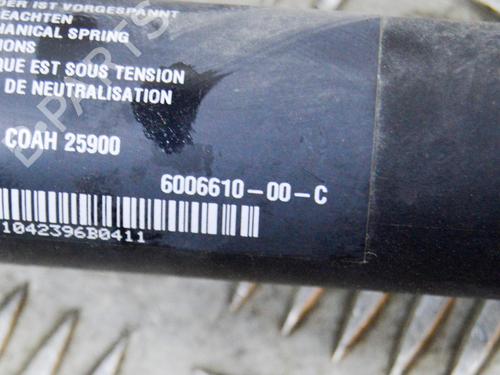 DER IST VORGESPANNT
BEACHTEN
HANICAL SPRING
IONS
QUE EST SOUS TENSION
DE NEUTRALISATION
COAH 25900
6006610-00-C
1042396B0411